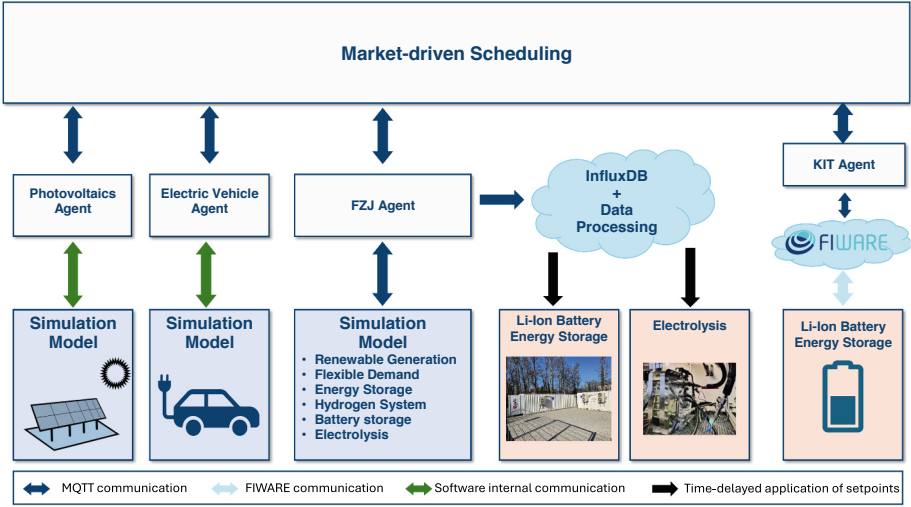 Market-driven Scheduling
Photovoltaics
Agent
Electric Vehicle
Agent
FZJ Agent
InfluxDB
+
Data
Processing
KIT Agent
FIWARE
Simulation
Model
Simulation
Model
Simulation
Model
• Renewable Generation
• Flexible Demand
• Energy Storage
• Hydrogen System
• Battery storage
• Electrolysis
Li-Ion Battery
Energy Storage
Electrolysis
Li-Ion Battery
Energy Storage
MQTT communication
FIWARE communication
Software internal communication
Time-delayed application of setpoints